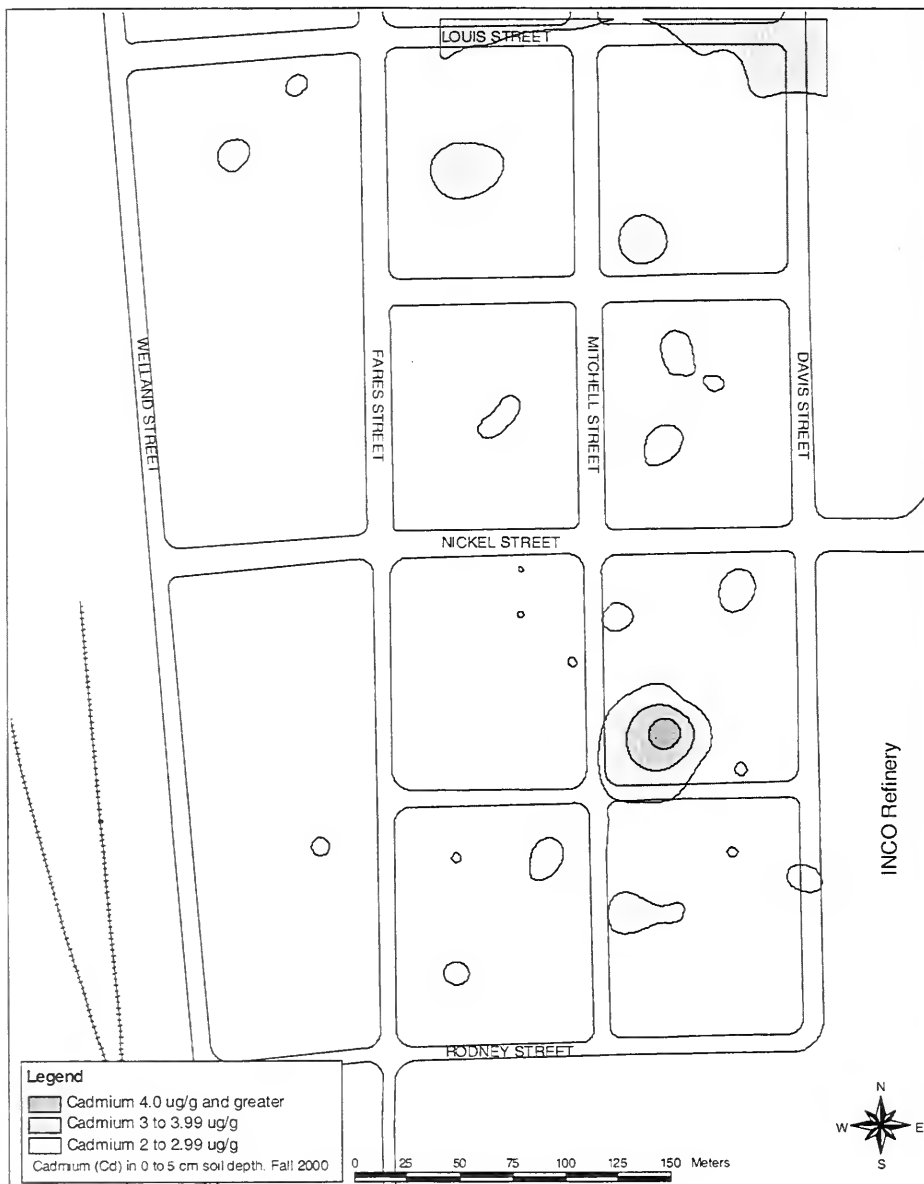 LOUIS STREET
WELLAND STREET
FARES STREET
MITCHELL STREET
DAVIS STREET
NICKEL STREET
INCO Refinery
RODNEY STREET
Legend
Cadmium 4.0 ug/g and greater
Cadmium 3 to 3.99 ug/g
Cadmium 2 to 2.99 ug/g
Cadmium (Cd) in 0 to 5 cm soil depth. Fall 2000
0 25 50 75 100 125 150 Meters
N
W E
S